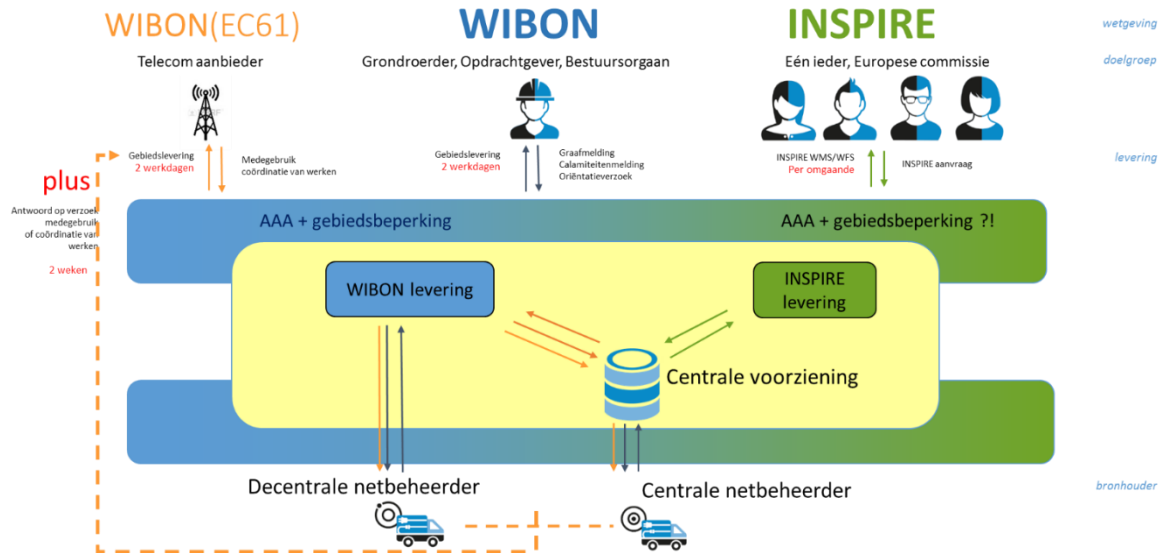 WIBON(EC61)
WIBON
INSPIRE
wetgeving
Telecom aanbieder
Grondroerder, Opdrachtgever, Bestuursorgaan
Eén ieder, Europese commissie
doelgroep
Gebiedslevering
2 werkdagen
Medegebruik
coördinatie van werken
Gebiedslevering
2 werkdagen
Graafmelding
Calamiteitenmelding
Oriëntatieverzoek
INSPIRE WMS/WFS
Per omgaande
INSPIRE aanvraag
levering
plus
Antwoord op verzoek
medegebruik
of coördinatie van
werken
2 weken
AAA + gebiedsbeperking
AAA + gebiedsbeperking ?!
WIBON levering
INSPIRE
levering
Centrale voorziening
Decentrale netbeheerder
Centrale netbeheerder
bronhouder